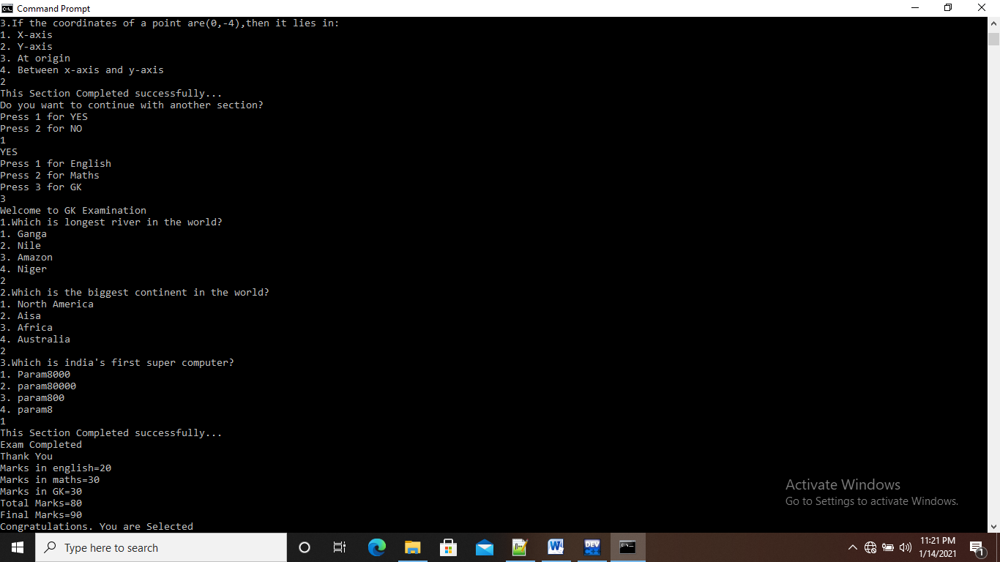 Command Prompt
3.If the coordinates of a point are(0,-4),then it lies in:
1. X-axis
2. Y-axis
3. At origin
4. Between x-axis and y-axis
2
This Section Completed successfully...
Do you want to continue with another section?
Press 1 for YES
Press 2 for NO
1
YES
Press 1 for English
Press 2 for Maths
Press 3 for GK
3
Welcome to GK Examination
1.Which is longest river in the world?
1. Ganga
2. Nile
3. Amazon
4. Niger
2
2.Which is the biggest continent in the world?
1. North America
2. Aisa
3. Africa
4. Australia
2
3.Which is india's first super computer?
1. Param8000
2. param80000
3. param800
4. param8
1
This Section Completed successfully...
Exam Completed
Thank You
Marks in english=20
Marks in maths=30
Marks in GK=30
Total Marks=80
Final Marks=90
Congratulations. You are Selected
Activate Windows
Go to Settings to activate Windows.
Type here to search
DEV
11:21 PM
1/14/2021
1